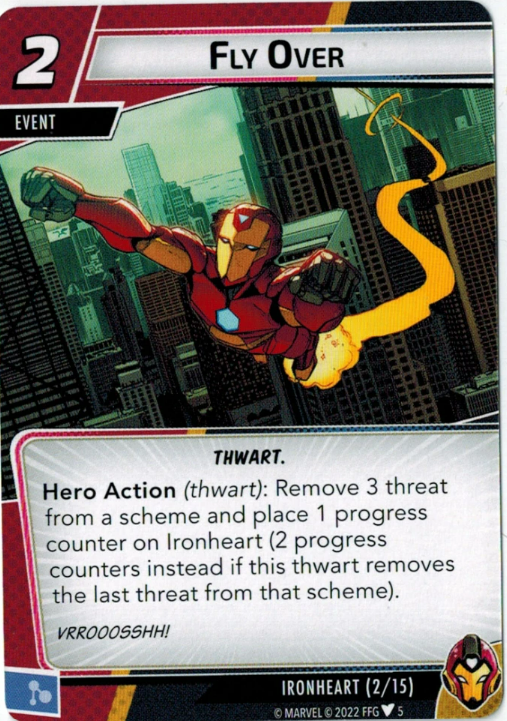 2
FLY OVER
EVENT
THWART.
Hero Action (thwart): Remove 3 threat
from a scheme and place 1 progress
counter on Ironheart (2 progress
counters instead if this thwart removes
the last threat from that scheme).
VRROOOSSHH!
IRONHEART (2/15)
© MARVEL © 2022 FFG 5